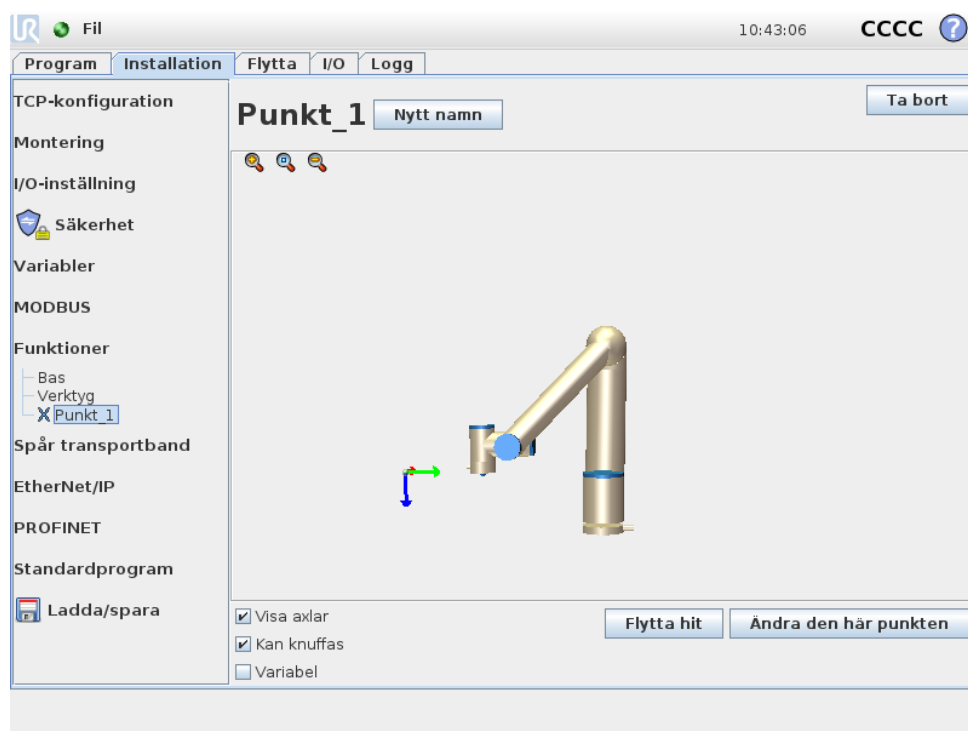 UR Fil 10:43:06 CCCC ?
Program Installation Flytta I/O Logg
TCP-konfiguration
Montering
I/O-inställning
Säkerhet
Variabler
MODBUS
Funktioner
Bas
Verktyg
Punkt_1
Spår transportband
EtherNet/IP
PROFINET
Standardprogram
Ladda/spara
Punkt_1 Nytt namn Ta bort
Visa axlar
Kan knuffas
Variabel
Flytta hit Ändra den här punkten